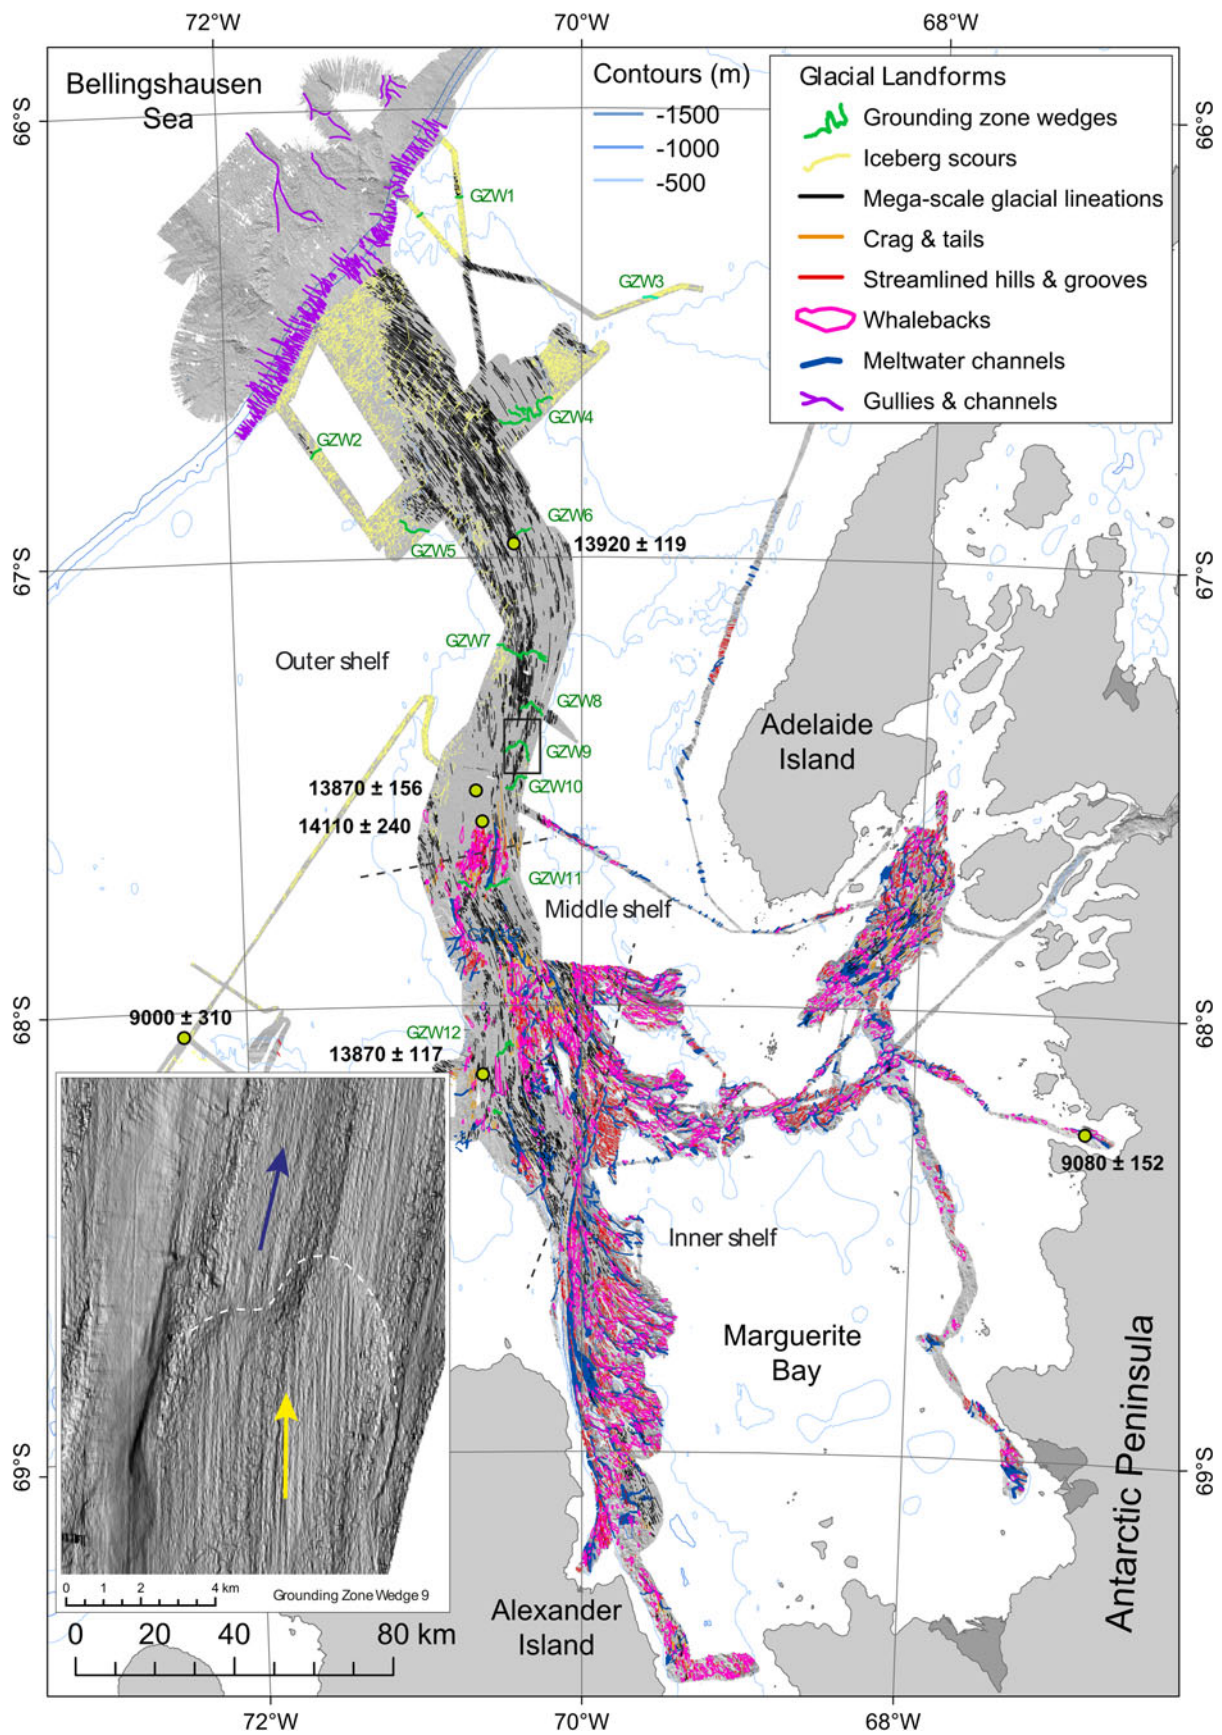 72°W
70°W
68°W
Bellingshausen
Sea
Contours (m)
-1500
-1000
-500
Glacial Landforms
Grounding zone wedges
Iceberg scours
Mega-scale glacial lineations
Crag & tails
Streamlined hills & grooves
Whalebacks
Meltwater channels
Gullies & channels
66°S
66°S
GZW1
GZW3
GZW4
GZW2
GZW6
GZW5
13920 ± 119
67°S
67°S
GZW7
Outer shelf
GZW8
Adelaide
Island
GZW9
GZW10
13870 ± 156
14110 ± 240
GZW11
Middle shelf
68°S
68°S
9000 ± 310
GZW12
13870 ± 117
9080 ± 152
Inner shelf
Marguerite
Bay
Antarctic Peninsula
69°S
69°S
0 1 2 4 km
Grounding Zone Wedge 9
Alexander
Island
0 20 40 80 km
72°W
70°W
68°W